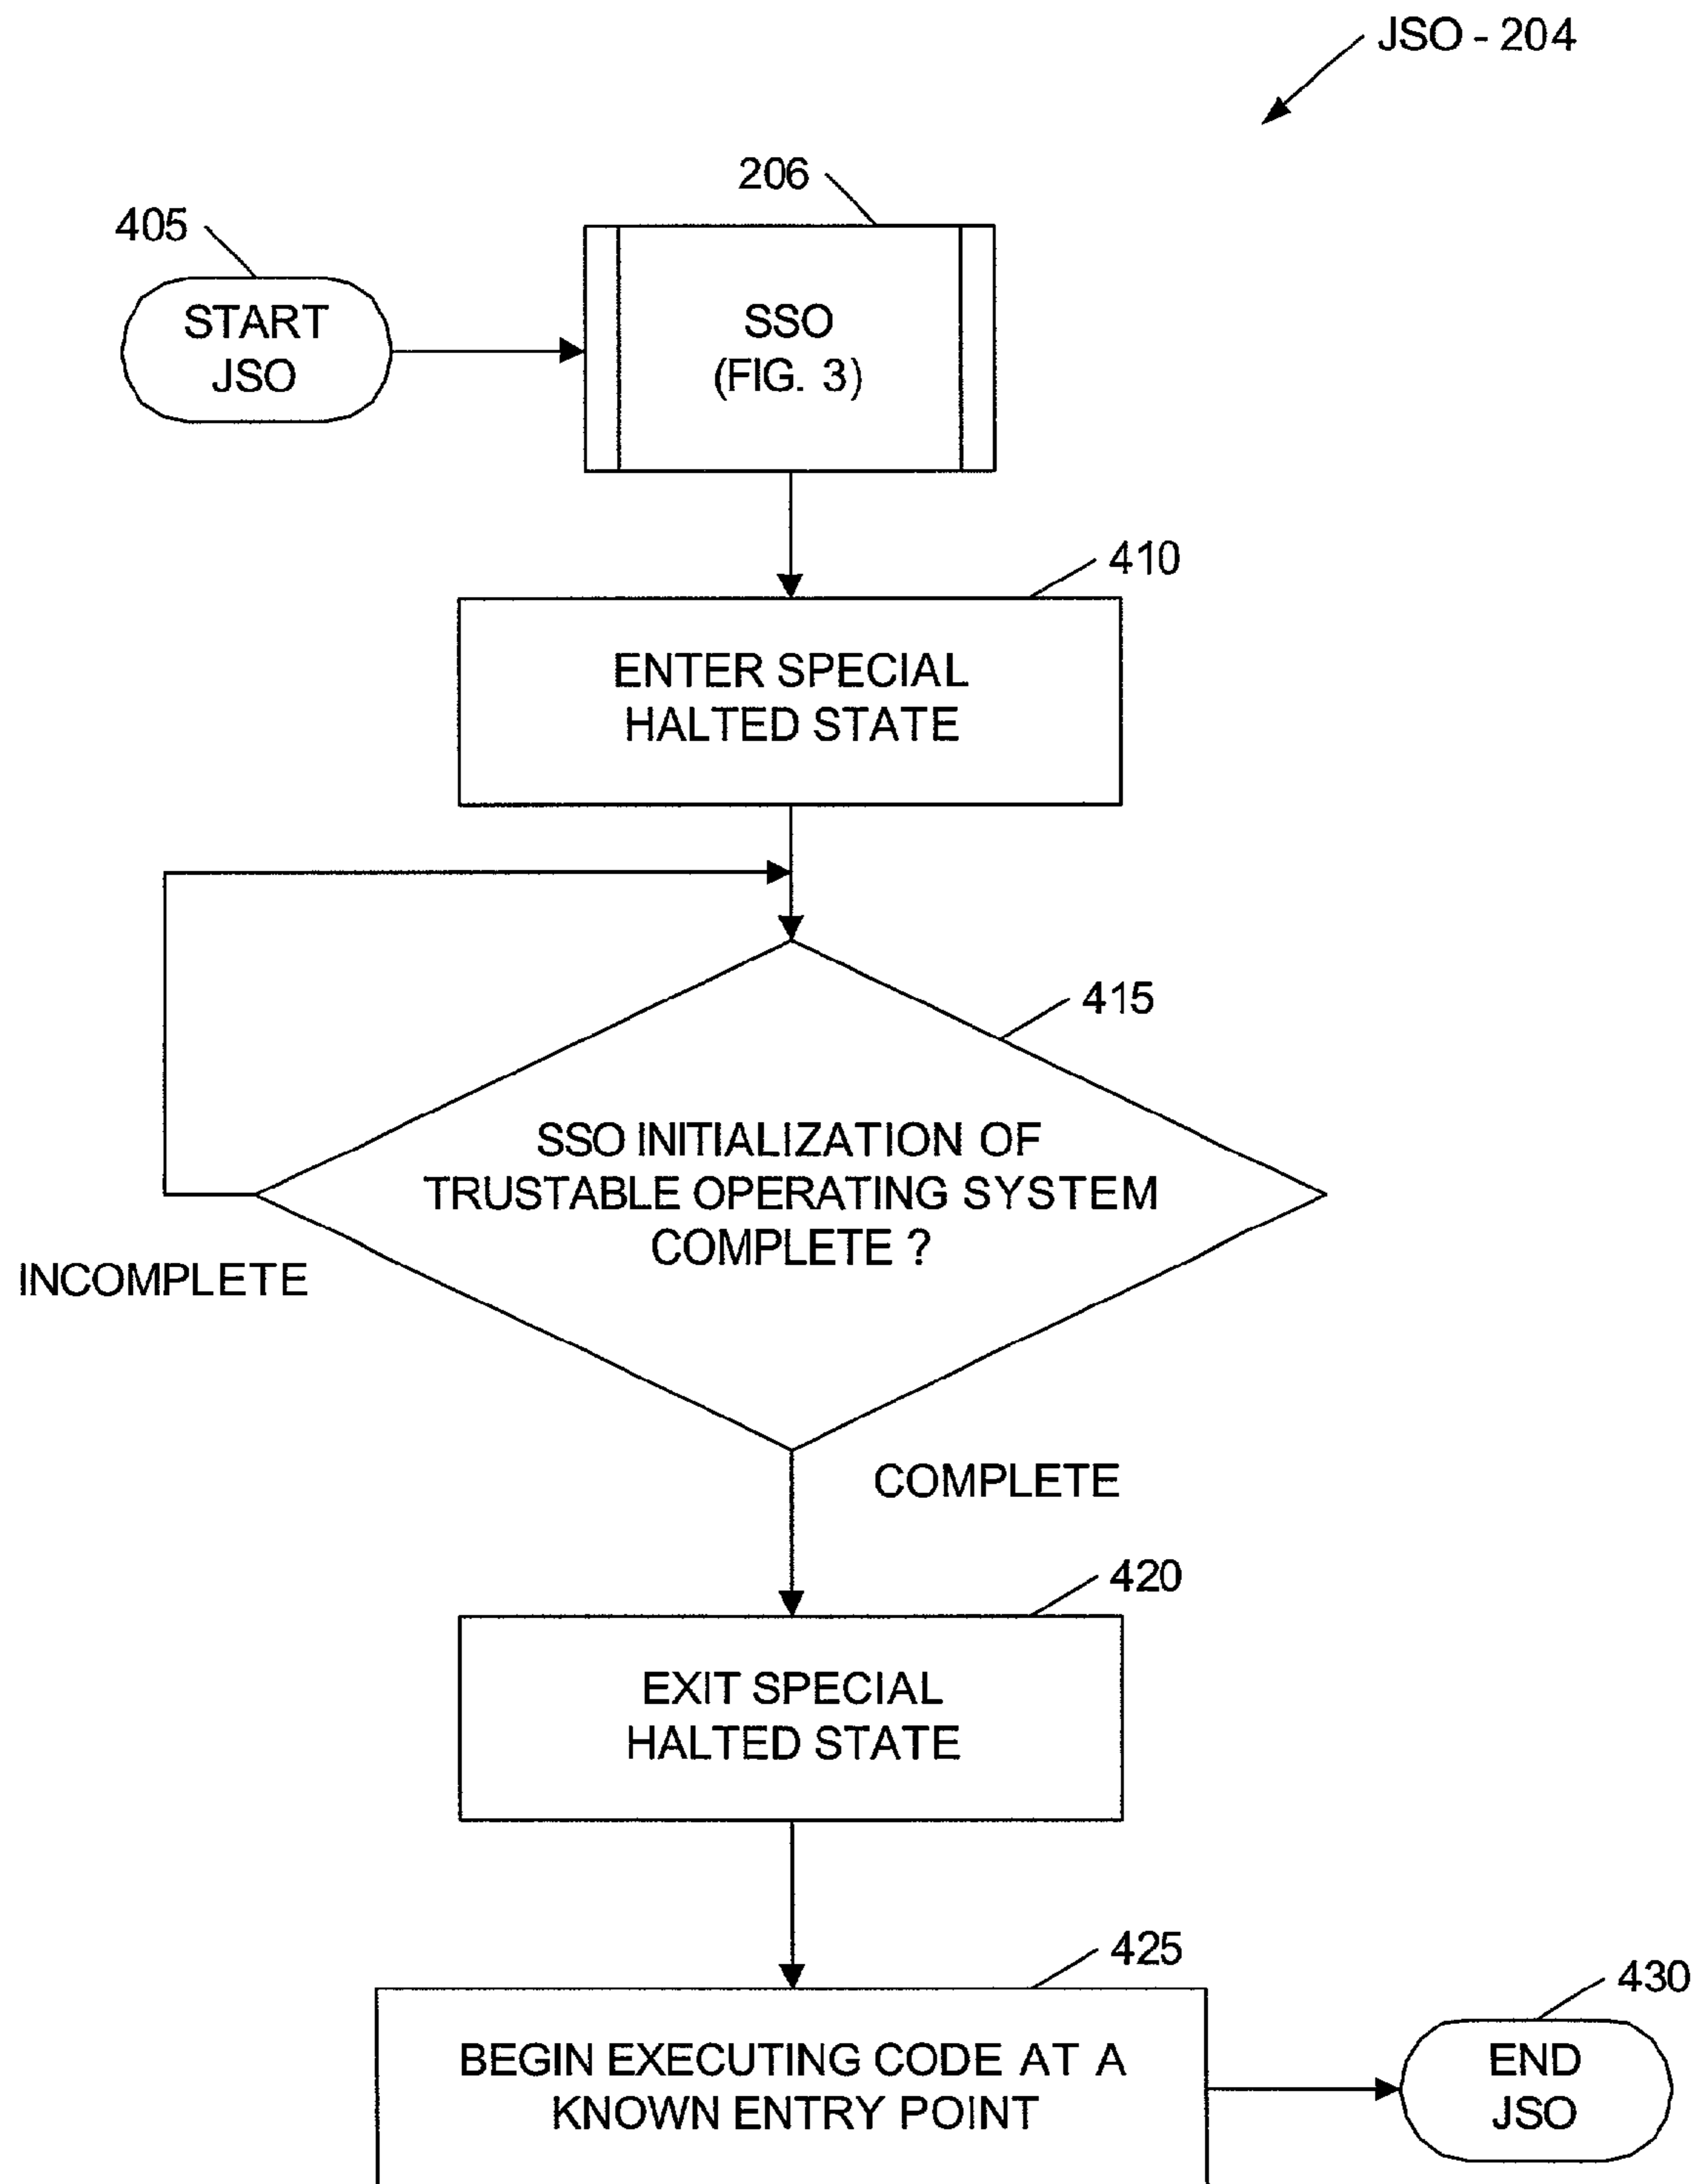 JSO - 204
206
405
START
JSO
SSO
(FIG. 3)
410
ENTER SPECIAL
HALTED STATE
415
SSO INITIALIZATION OF
TRUSTABLE OPERATING SYSTEM
COMPLETE ?
INCOMPLETE
COMPLETE
420
EXIT SPECIAL
HALTED STATE
425
430
BEGIN EXECUTING CODE AT A
KNOWN ENTRY POINT
END
JSO